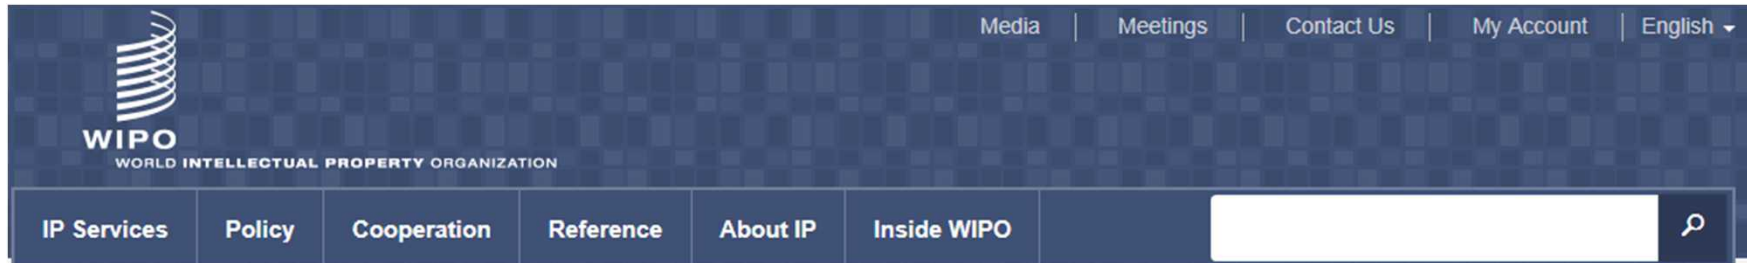 Media | Meetings | Contact Us | My Account | English
WIPO
WORLD INTELLECTUAL PROPERTY ORGANIZATION
IP Services Policy Cooperation Reference About IP Inside WIPO